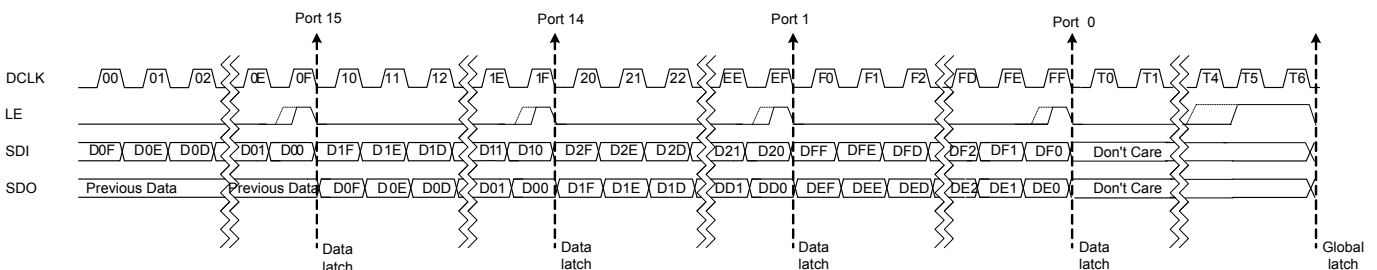 Port 15 Port 14 Port 1 Port 0
DCLK 00 01 02 0E 0F 10 11 12 1E 1F 20 21 22 EE EF F0 F1 F2 FD FE FF T0 T1 T4 T5 T6
LE
SDI D0F D0E D0D D01 D00 D1F D1E D1D D11 D10 D2F D2E D2D D21 D20 DFF DFE DFD DF2 DF1 DF0 Don't Care
SDO Previous Data Previous Data D0F D0E D0D D01 D00 D1F D1E D1D DD1 DD0 DEF DEE DED DE2 DE1 DE0 Don't Care
Data Data Data Data Global
latch latch latch latch latch